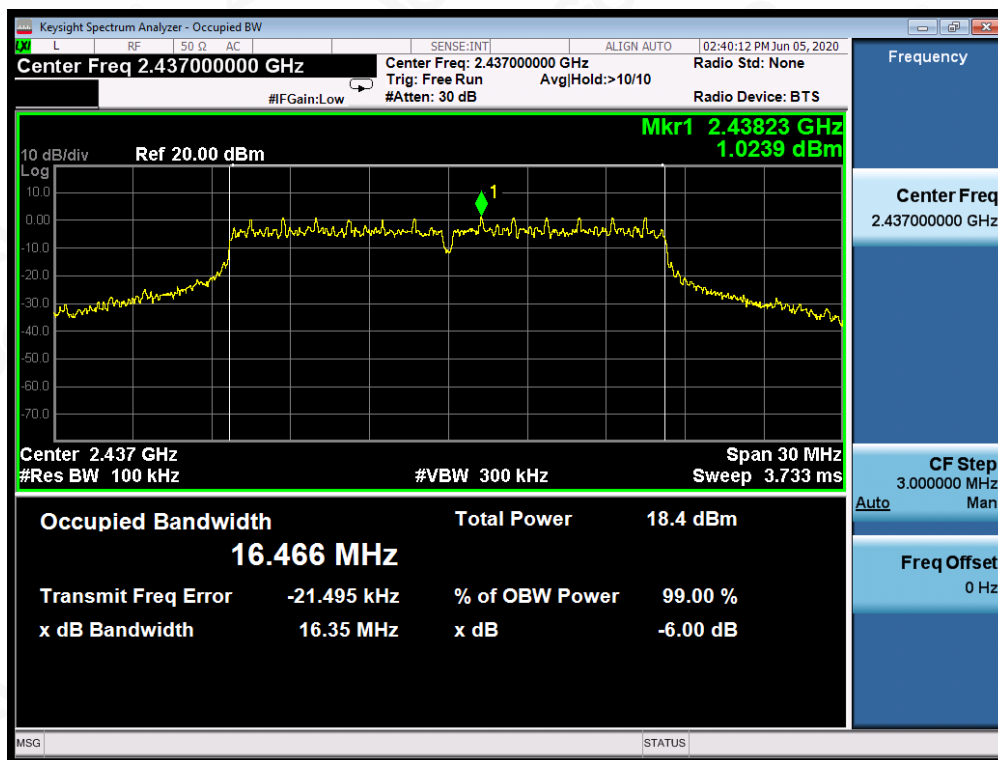 Keysight Spectrum Analyzer - Occupied BW
LXI L RF 50 Ω AC SENSE:INT ALIGN AUTO 02:40:12 PM Jun 05, 2020
Center Freq 2.437000000 GHz
Center Freq: 2.437000000 GHz Radio Std: None
Trig: Free Run Avg|Hold:>10/10
#IFGain:Low #Atten: 30 dB Radio Device: BTS
Frequency
Mkr1 2.43823 GHz
1.0239 dBm
10 dB/div Ref 20.00 dBm
Log
10.0
0.00
-10.0
-20.0
-30.0
-40.0
-50.0
-60.0
-70.0
1
Center 2.437 GHz Span 30 MHz
#Res BW 100 kHz #VBW 300 kHz Sweep 3.733 ms
Occupied Bandwidth Total Power 18.4 dBm
16.466 MHz
Transmit Freq Error -21.495 kHz % of OBW Power 99.00 %
x dB Bandwidth 16.35 MHz x dB -6.00 dB
Center Freq
2.437000000 GHz
CF Step
3.000000 MHz
Auto Man
Freq Offset
0 Hz
MSG STATUS